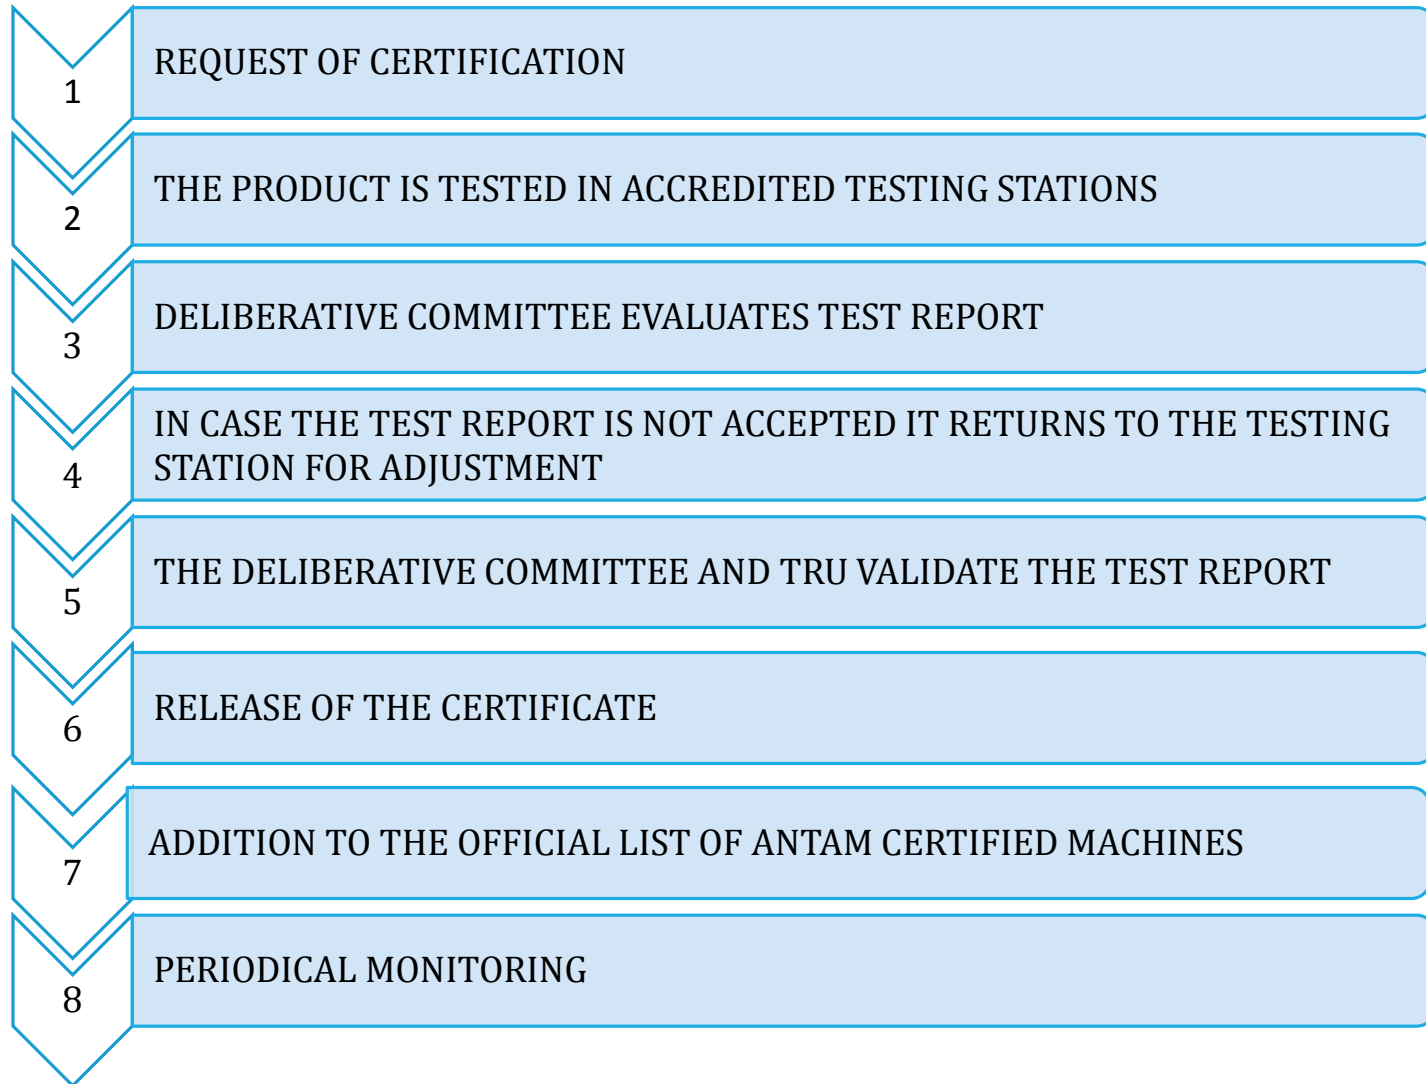 1
REQUEST OF CERTIFICATION
2
THE PRODUCT IS TESTED IN ACCREDITED TESTING STATIONS
3
DELIBERATIVE COMMITTEE EVALUATES TEST REPORT
4
IN CASE THE TEST REPORT IS NOT ACCEPTED IT RETURNS TO THE TESTING
STATION FOR ADJUSTMENT
5
THE DELIBERATIVE COMMITTEE AND TRU VALIDATE THE TEST REPORT
6
RELEASE OF THE CERTIFICATE
7
ADDITION TO THE OFFICIAL LIST OF ANTAM CERTIFIED MACHINES
8
PERIODICAL MONITORING